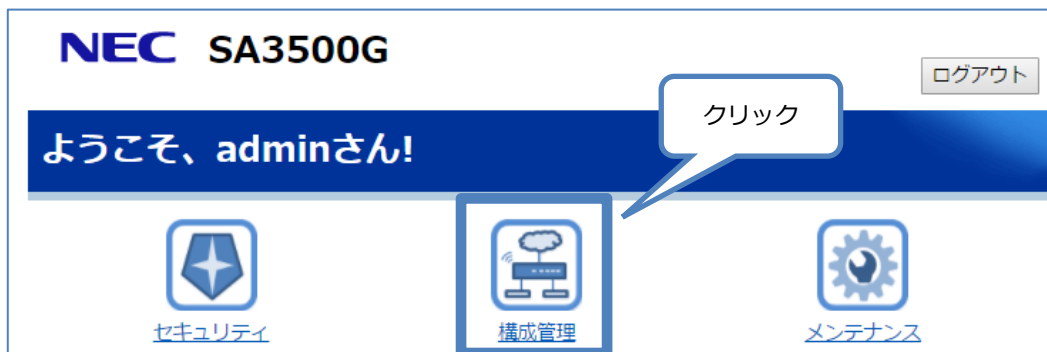 NEC SA3500G
ログアウト
クリック
ようこそ、adminさん!
セキュリティ
構成管理
メンテナンス